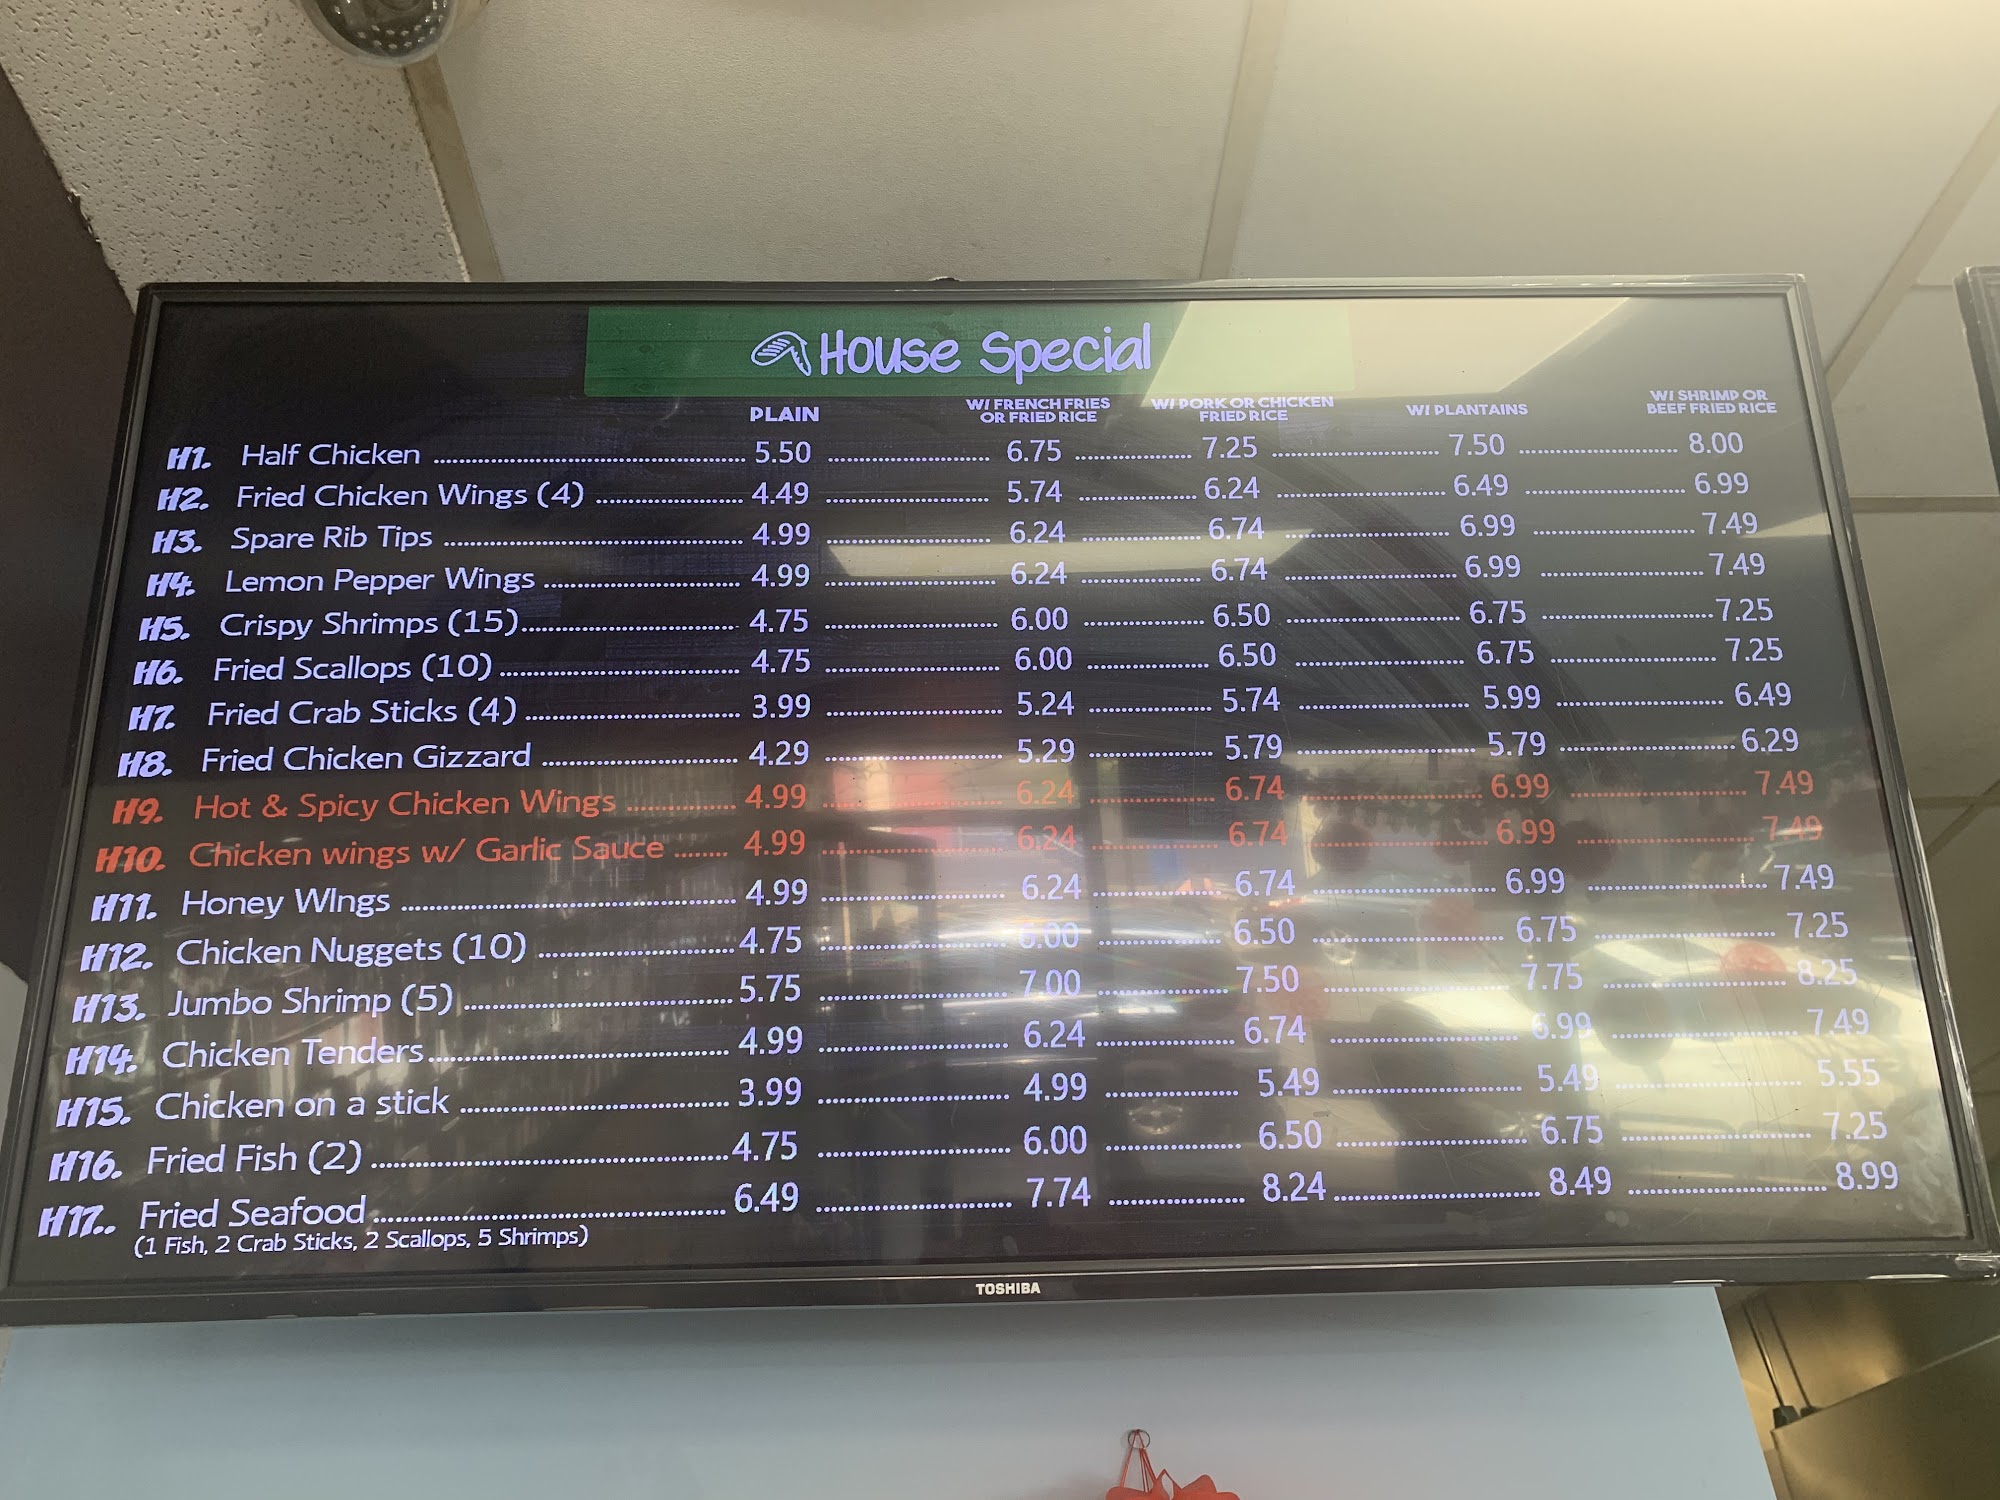 House Special
PLAIN W/ FRENCH FRIES OR FRIED RICE W/ PORK OR CHICKEN FRIED RICE W/ PLANTAINS W/ SHRIMP OR BEEF FRIED RICE
H1. Half Chicken 5.50 6.75 7.25 7.50 8.00
H2. Fried Chicken Wings (4) 4.49 5.74 6.24 6.49 6.99
H3. Spare Rib Tips 4.99 6.24 6.74 6.99 7.49
H4. Lemon Pepper Wings 4.99 6.24 6.74 6.99 7.49
H5. Crispy Shrimps (15) 4.75 6.00 6.50 6.75 7.25
H6. Fried Scallops (10) 4.75 6.00 6.50 6.75 7.25
H7. Fried Crab Sticks (4) 3.99 5.24 5.74 5.99 6.49
H8. Fried Chicken Gizzard 4.29 5.29 5.79 5.79 6.29
H9. Hot & Spicy Chicken Wings 4.99 6.24 6.74 6.99 7.49
H10. Chicken wings w/ Garlic Sauce 4.99 6.24 6.74 6.99 7.49
H11. Honey WIngs 4.99 6.24 6.74 6.99 7.49
H12. Chicken Nuggets (10) 4.75 6.00 6.50 6.75 7.25
H13. Jumbo Shrimp (5) 5.75 7.00 7.50 7.75 8.25
H14. Chicken Tenders 4.99 6.24 6.74 6.99 7.49
H15. Chicken on a stick 3.99 4.99 5.49 5.49 5.55
H16. Fried Fish (2) 4.75 6.00 6.50 6.75 7.25
H17.. Fried Seafood 6.49 7.74 8.24 8.49 8.99
(1 Fish, 2 Crab Sticks, 2 Scallops, 5 Shrimps)
TOSHIBA